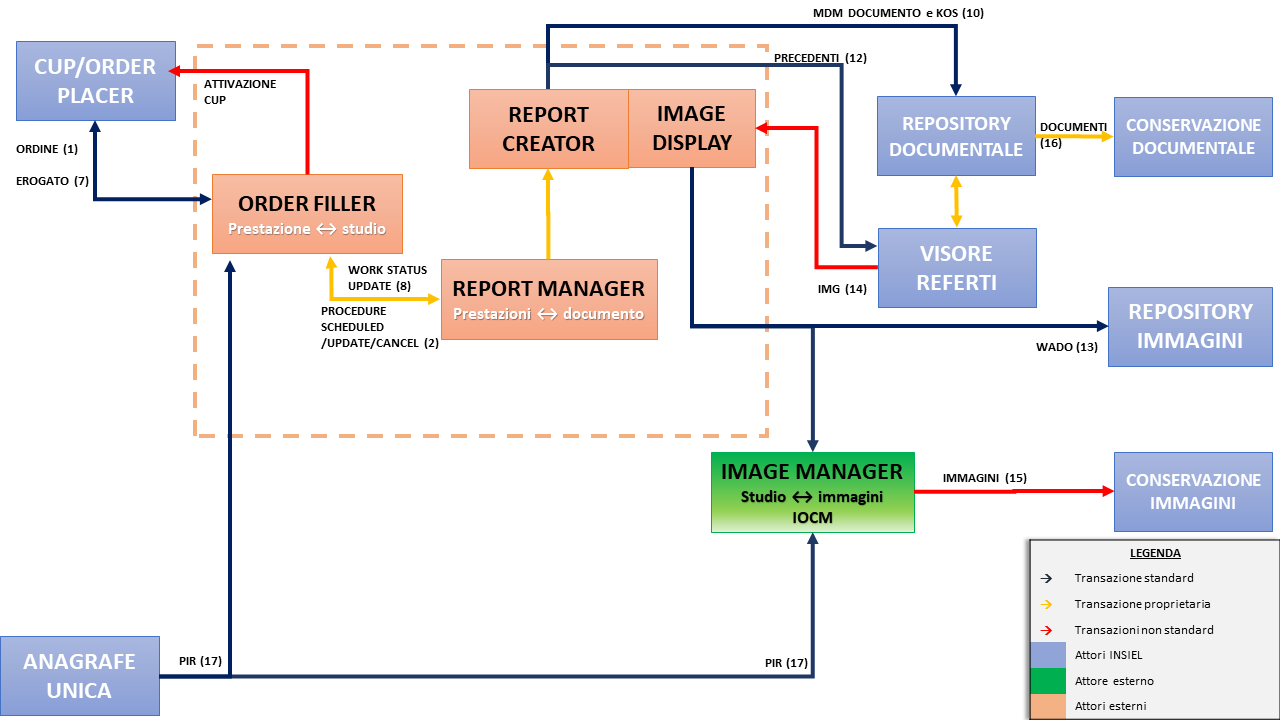 MDM DOCUMENTO e KOS (10)
PRECEDENTI (12)
CUP/ORDER
PLACER
ATTIVAZIONE
CUP
ORDINE (1)
EROGATO (7)
REPORT
CREATOR
IMAGE
DISPLAY
REPOSITORY
DOCUMENTALE
DOCUMENTI
(16)
CONSERVAZIONE
DOCUMENTALE
ORDER FILLER
Prestazione ↔ studio
WORK STATUS
UPDATE (8)
PROCEDURE
SCHEDULED
/UPDATE/CANCEL (2)
REPORT MANAGER
Prestazioni ↔ documento
VISORE
REFERTI
IMG (14)
REPOSITORY
IMMAGINI
WADO (13)
IMAGE MANAGER
Studio ↔ immagini
IOCM
IMMAGINI (15)
CONSERVAZIONE
IMMAGINI
ANAGRAFE
UNICA
PIR (17)
PIR (17)
LEGENDA
→ Transazione standard
→ Transazione proprietaria
→ Transazioni non standard
Attori INSIEL
Attore esterno
Attori esterni